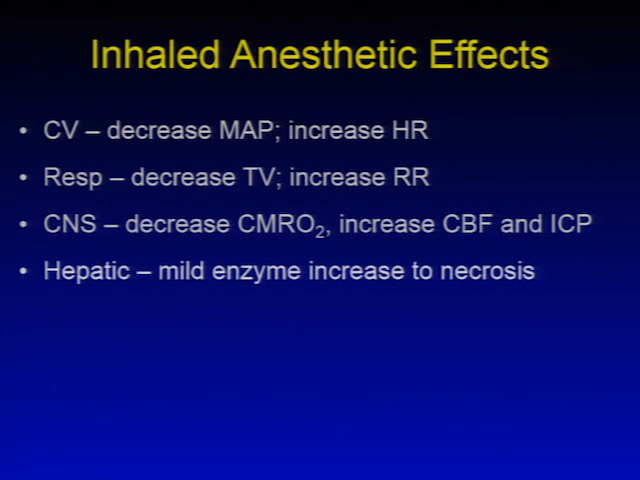 Inhaled Anesthetic Effects
• CV – decrease MAP; increase HR
• Resp – decrease TV; increase RR
• CNS – decrease CMRO₂, increase CBF and ICP
• Hepatic – mild enzyme increase to necrosis